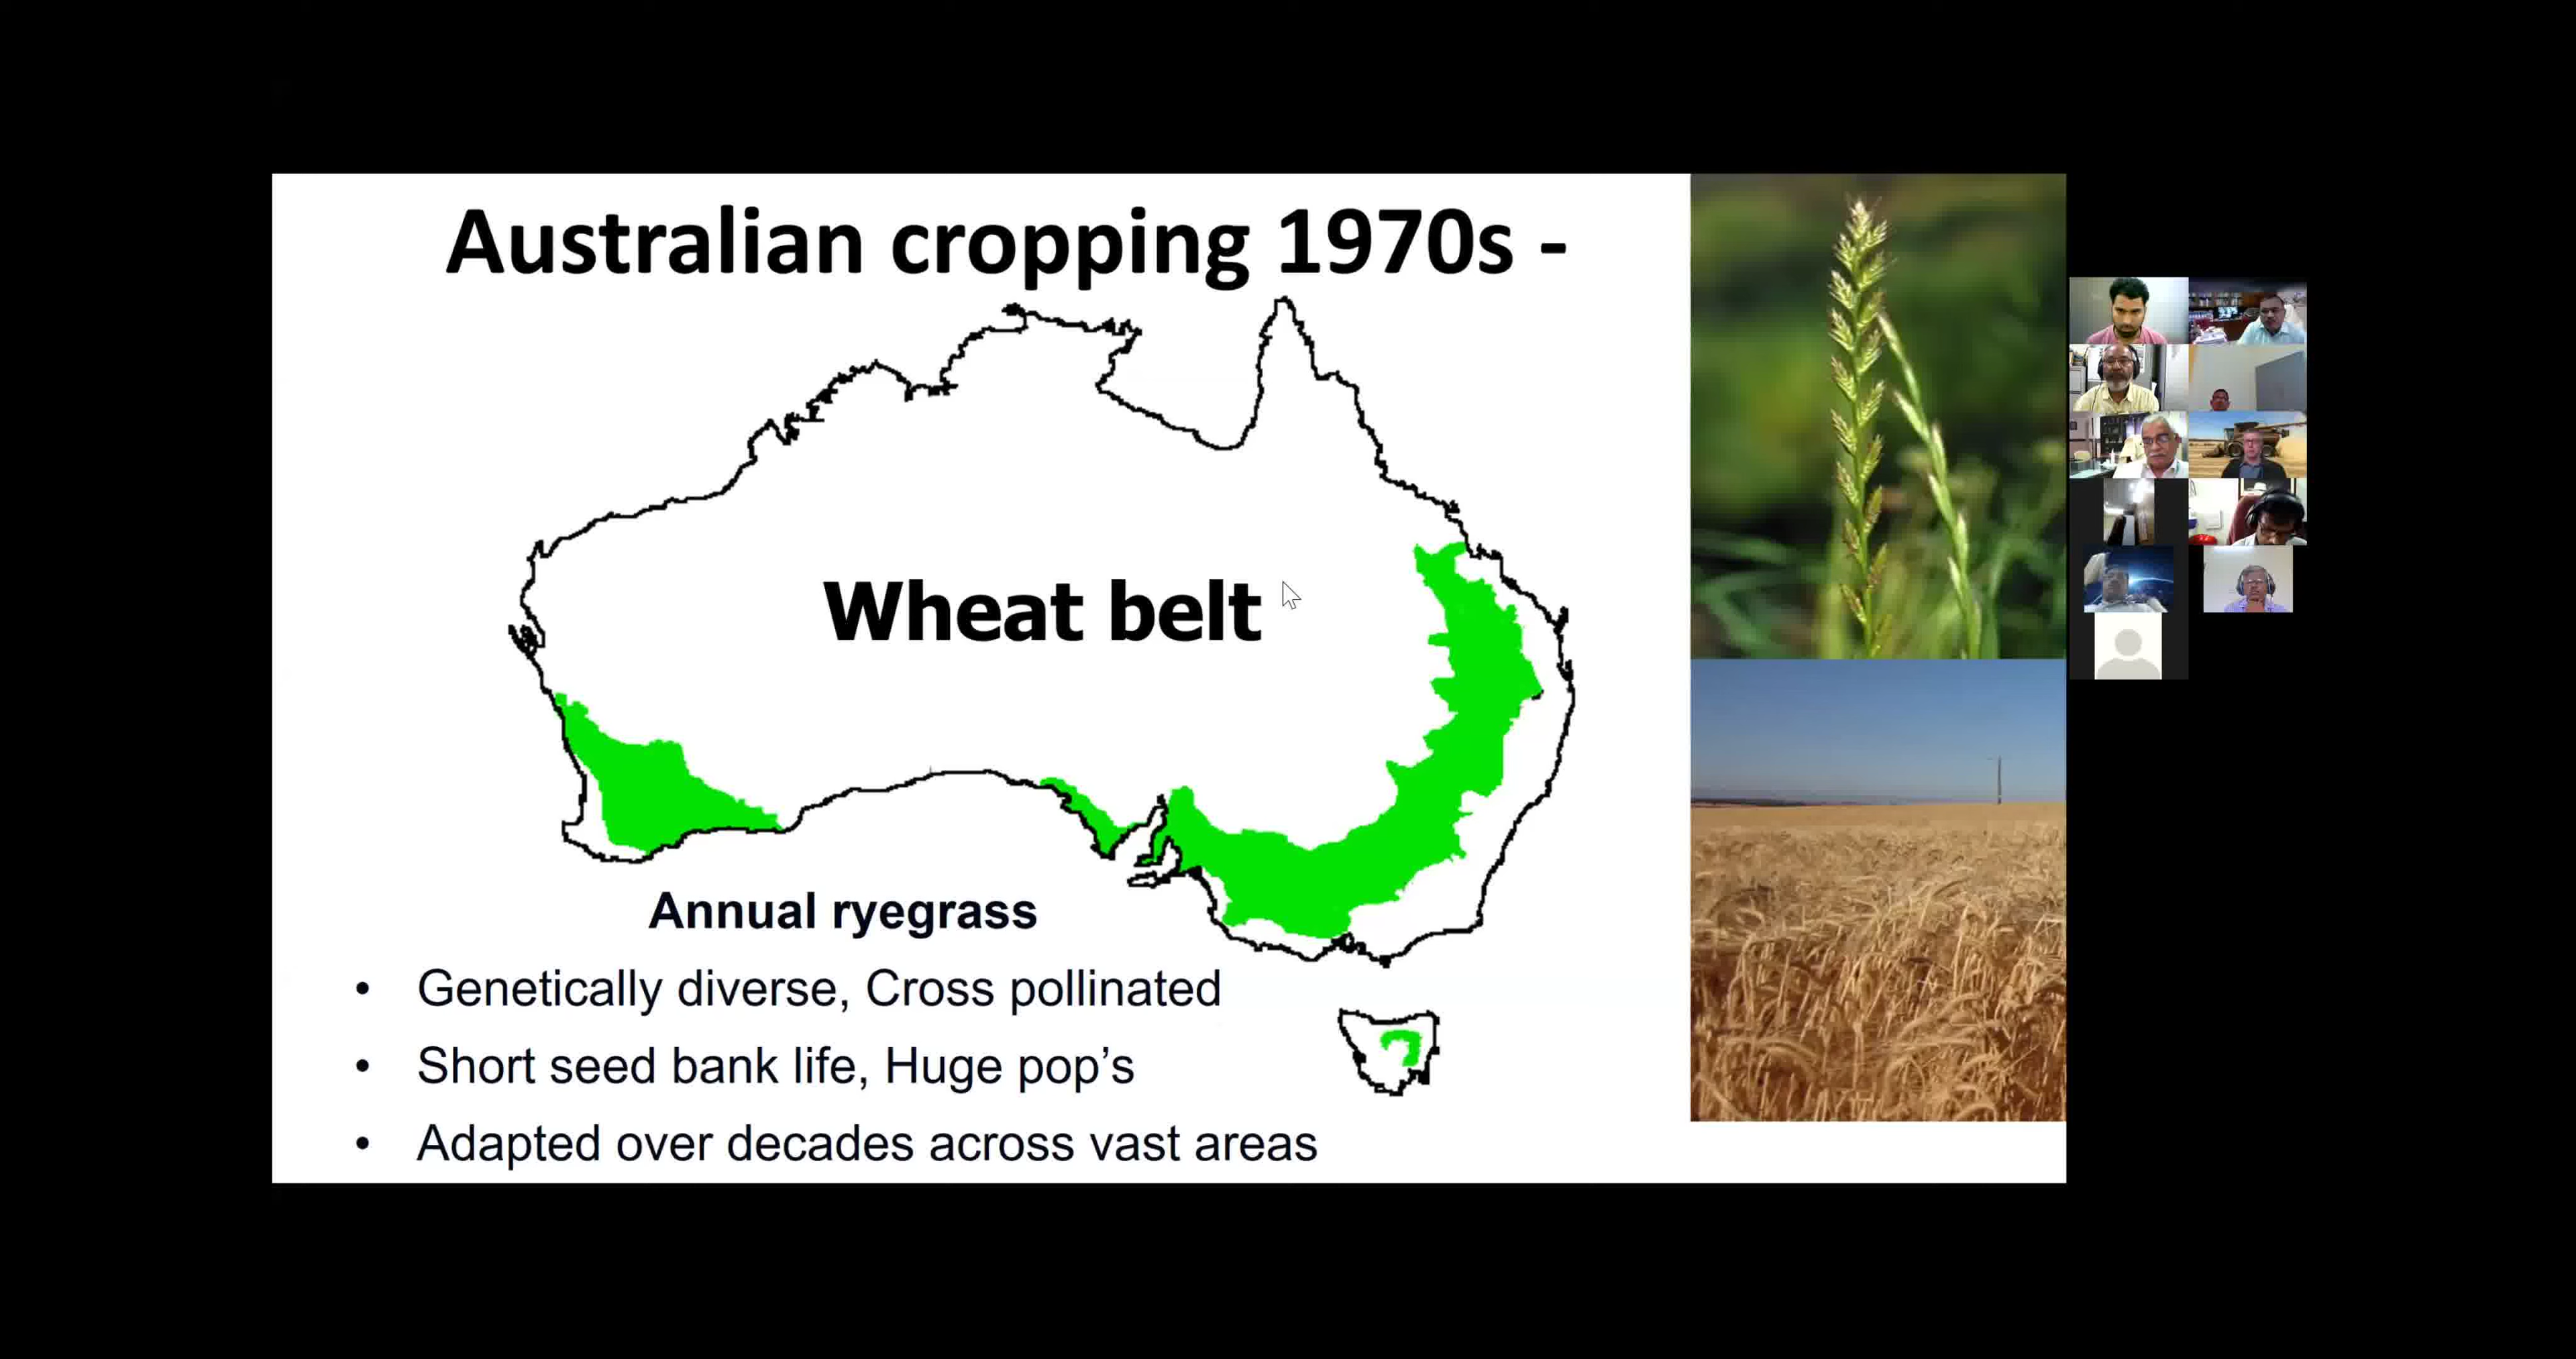 Australian cropping 1970s -
Wheat belt
Annual ryegrass
• Genetically diverse, Cross pollinated
• Short seed bank life, Huge pop’s
• Adapted over decades across vast areas